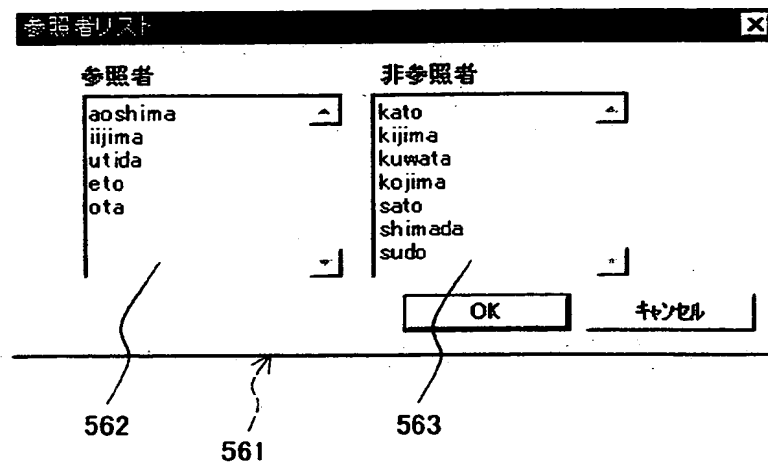 参照者リスト
参照者
aoshima
iijima
utida
eto
ota
非参照者
kato
kijima
kuwata
kojima
sato
shimada
sudo
OK
キャンセル
562
561
563